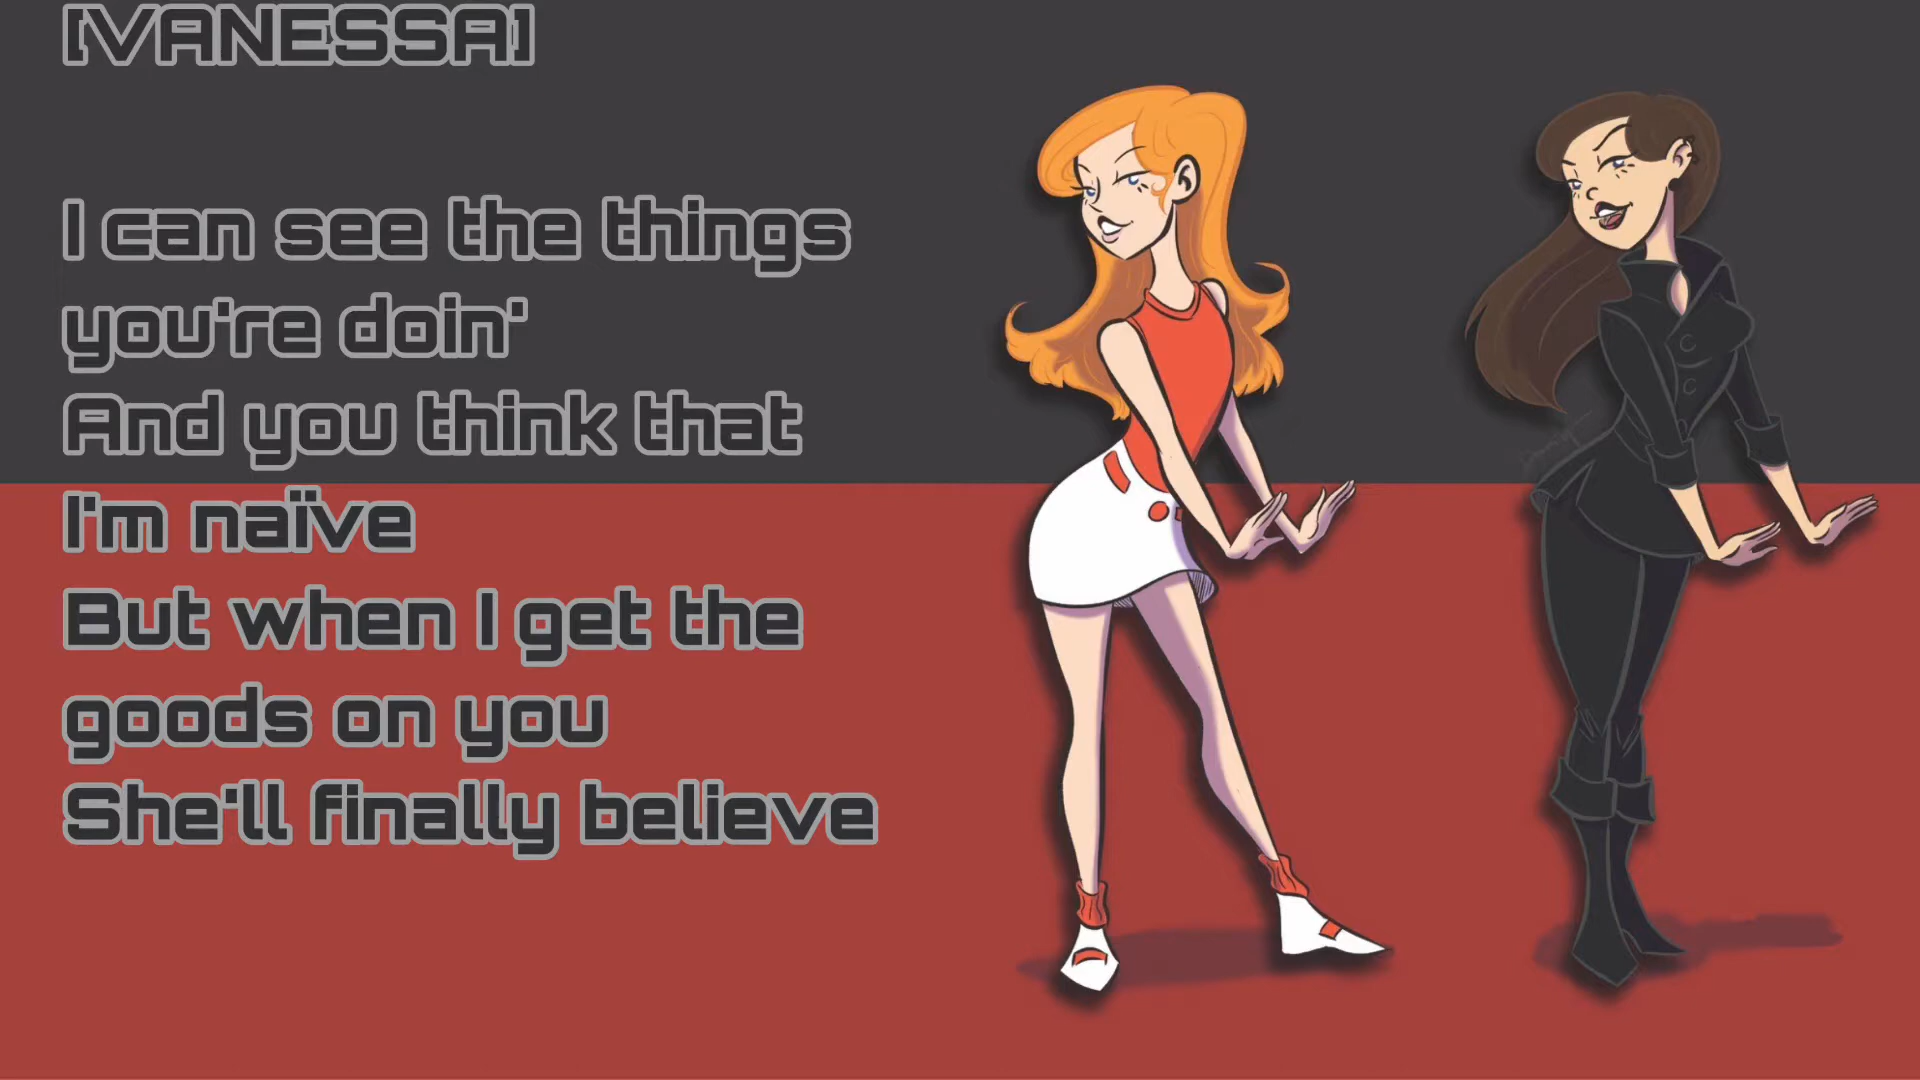 [VANESSA]
I can see the things
you're doin'
And you think that
I'm naïve
But when I get the
goods on you
She'll finally believe